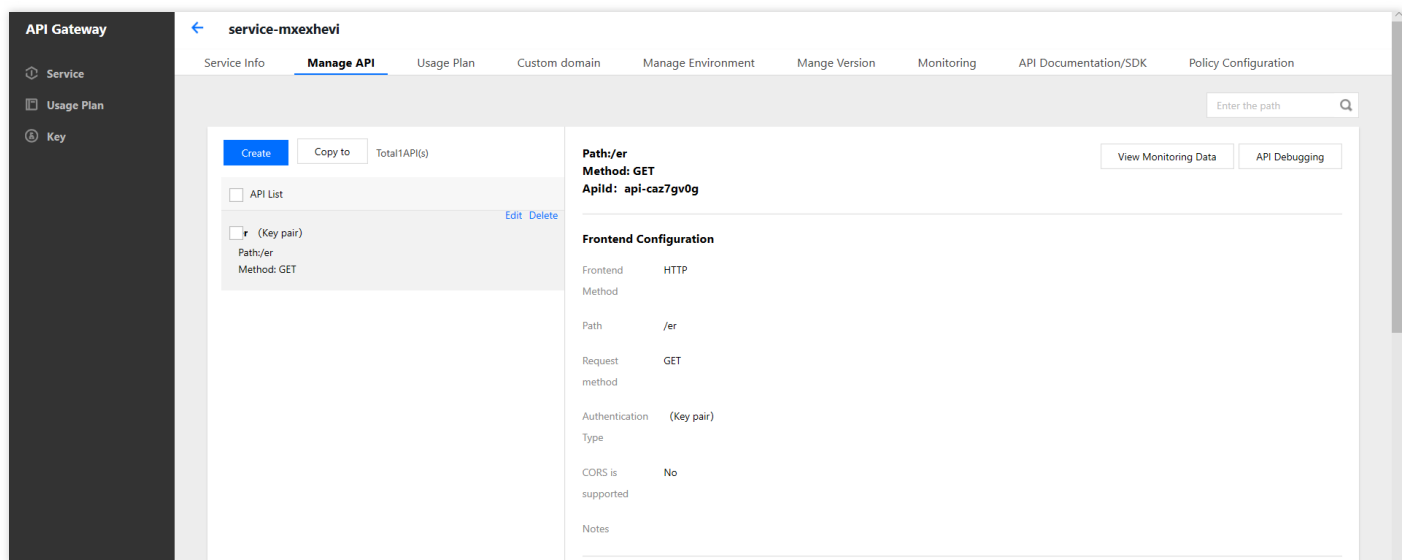 API Gateway
Service
Usage Plan
Key
service-mxexhevi
Service Info Manage API Usage Plan Custom domain Manage Environment Mange Version Monitoring API Documentation/SDK Policy Configuration
Enter the path
Create Copy to Total1API(s)
API List
Edit Delete
r (Key pair)
Path:/er
Method: GET
Path:/er
Method: GET
ApiId: api-caz7gv0g
View Monitoring Data API Debugging
Frontend Configuration
Frontend HTTP
Method
Path /er
Request GET
method
Authentication (Key pair)
Type
CORS is No
supported
Notes